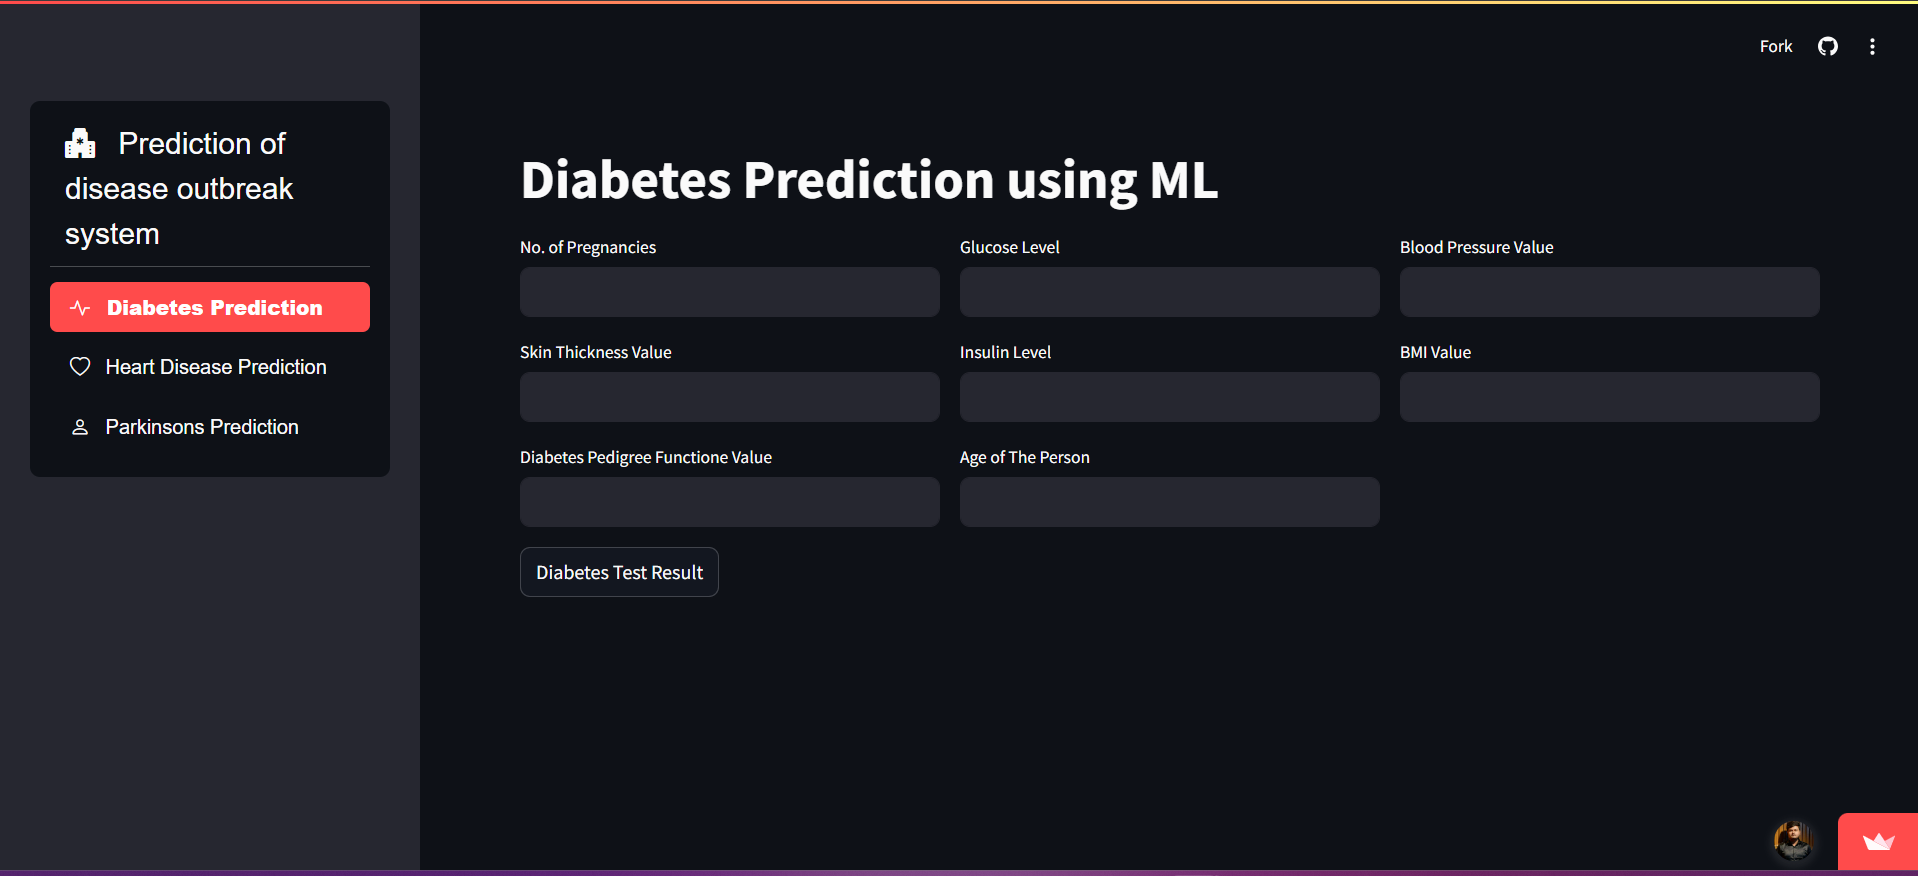 Fork
Prediction of
disease outbreak
system
Diabetes Prediction
Heart Disease Prediction
Parkinsons Prediction
Diabetes Prediction using ML
No. of Pregnancies
Glucose Level
Blood Pressure Value
Skin Thickness Value
Insulin Level
BMI Value
Diabetes Pedigree Functione Value
Age of The Person
Diabetes Test Result